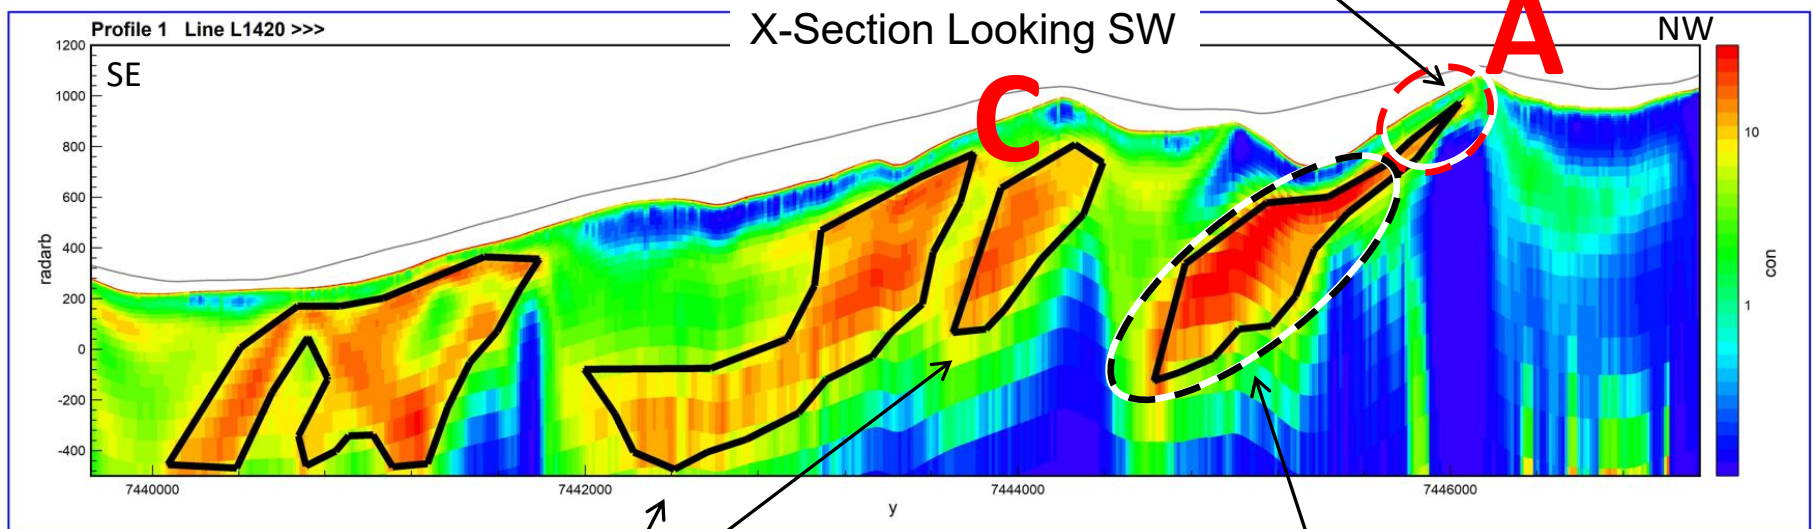 Profile 1 Line L1420 >>>
X-Section Looking SW
A
NW
SE
C
1200
1000
800
600
400
200
0
-200
-400
radarb
7440000
7442000
7444000
7446000
y
10
1
con